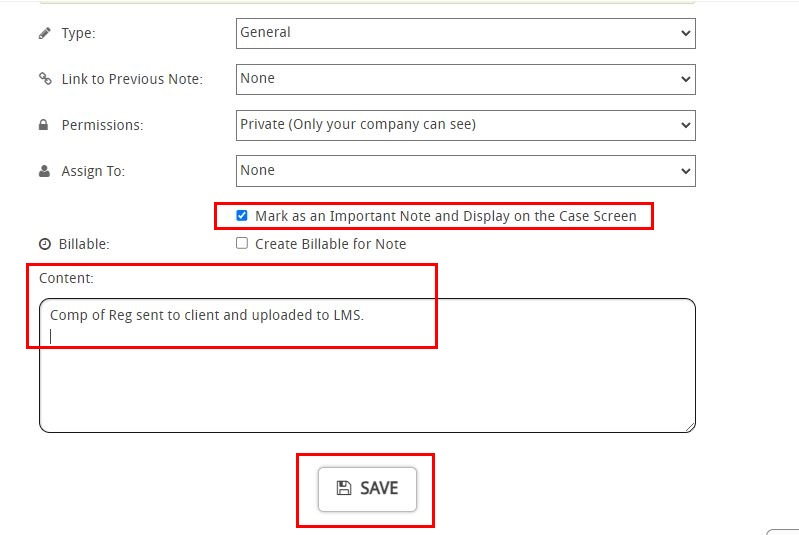 Type: General
Link to Previous Note: None
Permissions: Private (Only your company can see)
Assign To: None
Mark as an Important Note and Display on the Case Screen
Billable: Create Billable for Note
Content:
Comp of Reg sent to client and uploaded to LMS.
SAVE